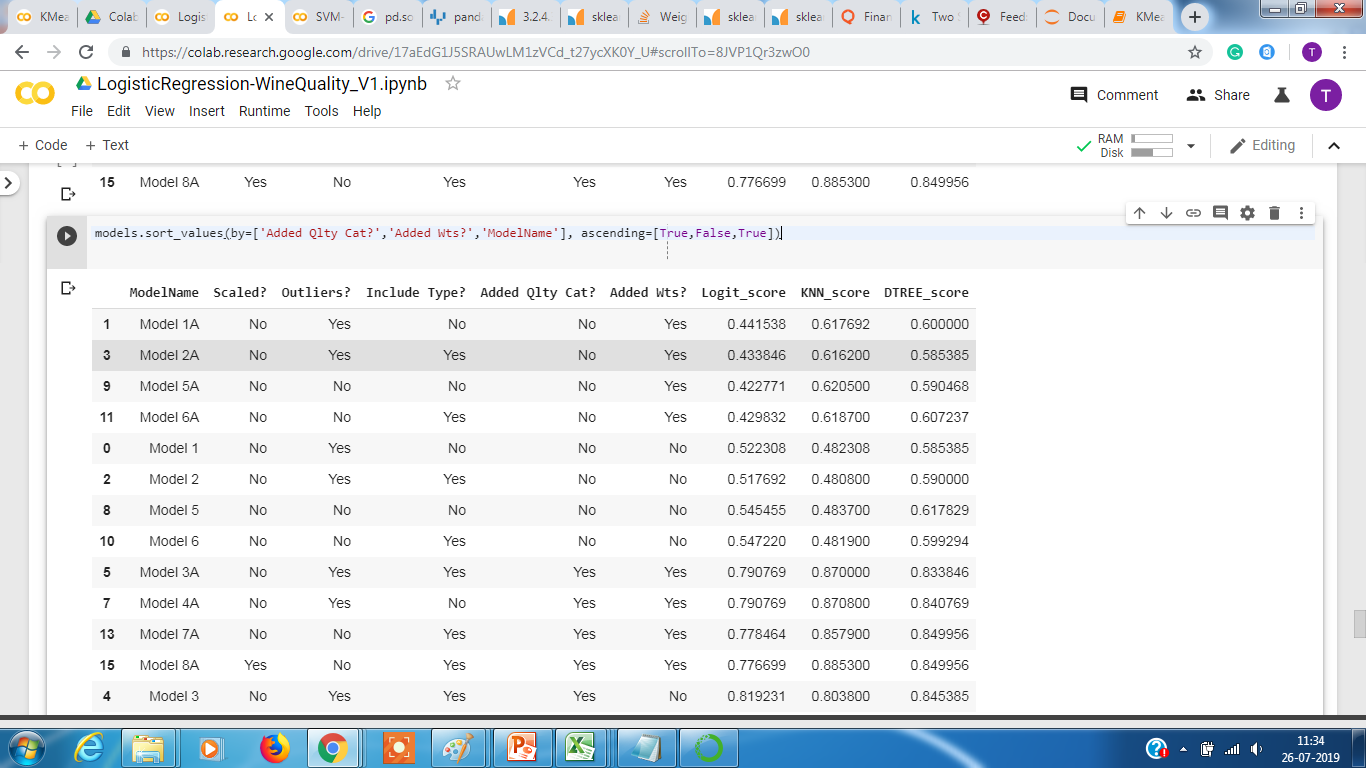 KMea Colab Logis Lo SVM- pd.so panda 3.2.4. sklear Weig sklear sklear Finan Two S Feed: Docu KMea
https://colab.research.google.com/drive/17aEdG1J5SRAUwLM1zVCd_t27ycXK0Y_U#scrollTo=8JVP1Qr3zwO0 T
LogisticRegression-WineQuality_V1.ipynb
Comment Share T
File Edit View Insert Runtime Tools Help
+ Code + Text RAM Disk Editing
15 Model 8A Yes No Yes Yes Yes 0.776699 0.885300 0.849956
models.sort_values(by=['Added Qlty Cat?','Added Wts?','ModelName'], ascending=[True,False,True])
ModelName Scaled? Outliers? Include Type? Added Qlty Cat? Added Wts? Logit_score KNN_score DTREE_score
1 Model 1A No Yes No No Yes 0.441538 0.617692 0.600000
3 Model 2A No Yes Yes No Yes 0.433846 0.616200 0.585385
9 Model 5A No No No No Yes 0.422771 0.620500 0.590468
11 Model 6A No No Yes No Yes 0.429832 0.618700 0.607237
0 Model 1 No Yes No No No 0.522308 0.482308 0.585385
2 Model 2 No Yes Yes No No 0.517692 0.480800 0.590000
8 Model 5 No No No No No 0.545455 0.483700 0.617829
10 Model 6 No No Yes No No 0.547220 0.481900 0.599294
5 Model 3A No Yes Yes Yes Yes 0.790769 0.870000 0.833846
7 Model 4A No Yes No Yes Yes 0.790769 0.870800 0.840769
13 Model 7A No No Yes Yes Yes 0.778464 0.857900 0.849956
15 Model 8A Yes No Yes Yes Yes 0.776699 0.885300 0.849956
4 Model 3 No Yes Yes Yes No 0.819231 0.803800 0.845385
11:34
26-07-2019